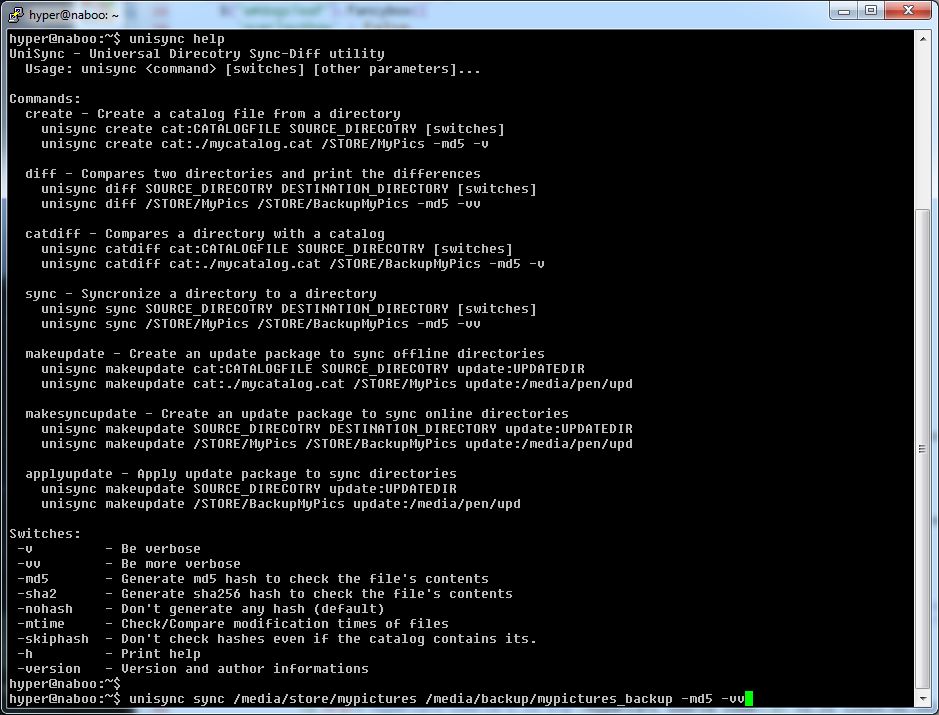 hyper@naboo: ~
hyper@naboo:~$ unisync help
UniSync - Universal Direcotry Sync-Diff utility
  Usage: unisync <command> [switches] [other parameters]...

Commands:
  create - Create a catalog file from a directory
    unisync create cat:CATALOGFILE SOURCE_DIRECOTRY [switches]
    unisync create cat:./mycatalog.cat /STORE/MyPics -md5 -v

  diff - Compares two directories and print the differences
    unisync diff SOURCE_DIRECOTRY DESTINATION_DIRECTORY [switches]
    unisync diff /STORE/MyPics /STORE/BackupMyPics -md5 -vv

  catdiff - Compares a directory with a catalog
    unisync catdiff cat:CATALOGFILE SOURCE_DIRECOTRY [switches]
    unisync catdiff cat:./mycatalog.cat /STORE/BackupMyPics -md5 -v

  sync - Syncronize a directory to a directory
    unisync sync SOURCE_DIRECOTRY DESTINATION_DIRECTORY [switches]
    unisync sync /STORE/MyPics /STORE/BackupMyPics -md5 -vv

  makeupdate - Create an update package to sync offline directories
    unisync makeupdate cat:CATALOGFILE SOURCE_DIRECOTRY update:UPDATEDIR
    unisync makeupdate cat:./mycatalog.cat /STORE/MyPics update:/media/pen/upd

  makesyncupdate - Create an update package to sync online directories
    unisync makeupdate SOURCE_DIRECOTRY DESTINATION_DIRECTORY update:UPDATEDIR
    unisync makeupdate /STORE/MyPics /STORE/BackupMyPics update:/media/pen/upd

  applyupdate - Apply update package to sync directories
    unisync makeupdate SOURCE_DIRECOTRY update:UPDATEDIR
    unisync makeupdate /STORE/BackupMyPics update:/media/pen/upd

Switches:
 -v         - Be verbose
 -vv        - Be more verbose
 -md5       - Generate md5 hash to check the file's contents
 -sha2      - Generate sha256 hash to check the file's contents
 -nohash    - Don't generate any hash (default)
 -mtime     - Check/Compare modification times of files
 -skiphash  - Don't check hashes even if the catalog contains its.
 -h         - Print help
 -version   - Version and author informations
hyper@naboo:~$
hyper@naboo:~$ unisync sync /media/store/mypictures /media/backup/mypictures_backup -md5 -vv